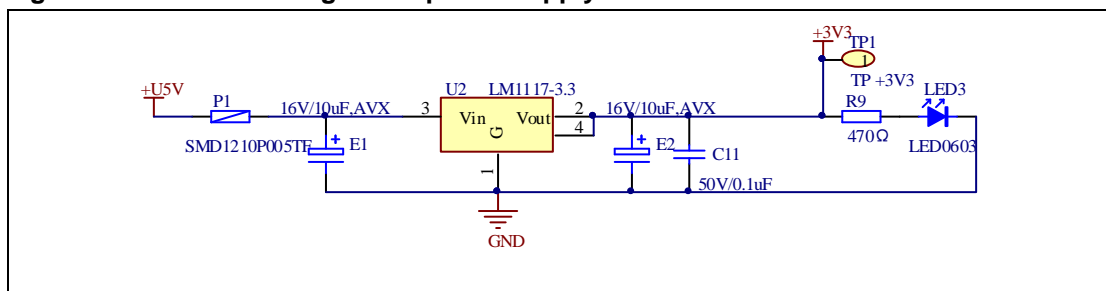 +3V3
TP1
1
TP +3V3
+U5V
P1
U2 LM1117-3.3
R9
LED3
16V/10uF,AVX
3
Vin Vout
2
16V/10uF,AVX
4
G
SMD1210P005TF
E1
E2
C11
470Ω
LED0603
1
50V/0.1uF
GND